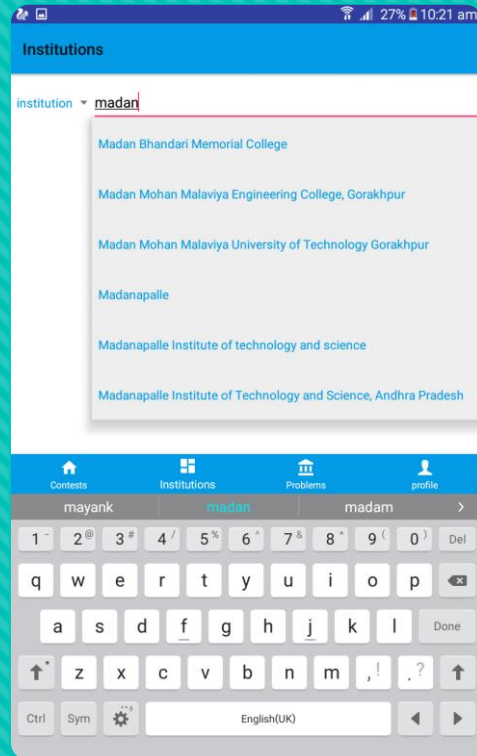 27% 10:21 am
Institutions
institution madan
Madan Bhandari Memorial College
Madan Mohan Malaviya Engineering College, Gorakhpur
Madan Mohan Malaviya University of Technology Gorakhpur
Madanapalle
Madanapalle Institute of technology and science
Madanapalle Institute of Technology and Science, Andhra Pradesh
Contests Institutions Problems profile
mayank madan madam >
1 - 2 @ 3 # 4 / 5 % 6 ^ 7 & 8 * 9 ( 0 ) Del
q w e r t y u i o p
a s d f g h j k l Done
z x c v b n m , ! . ?
Ctrl Sym English(UK)